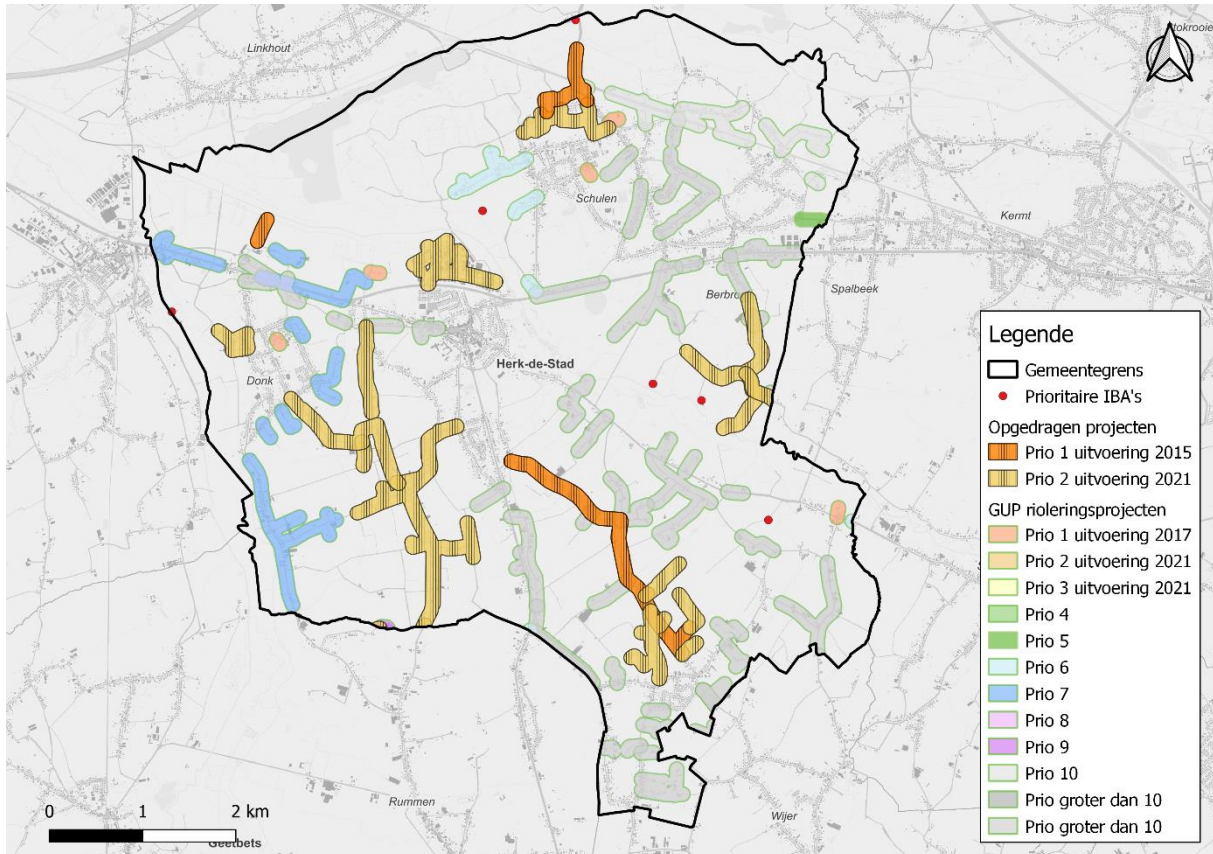 Linkhout
tokrooie
Schulen
Kermt
Berbro
Spalbeek
Herk-de-Stad
Donk
Legende
Gemeentegrens
Prioritaire IBA's
Opgedragen projecten
Prio 1 uitvoering 2015
Prio 2 uitvoering 2021
GUP rioleringsprojecten
Prio 1 uitvoering 2017
Prio 2 uitvoering 2021
Prio 3 uitvoering 2021
Prio 4
Prio 5
Prio 6
Prio 7
Prio 8
Prio 9
Prio 10
Prio groter dan 10
Prio groter dan 10
0 1 2 km
Rummen
Wijer
Geetbets